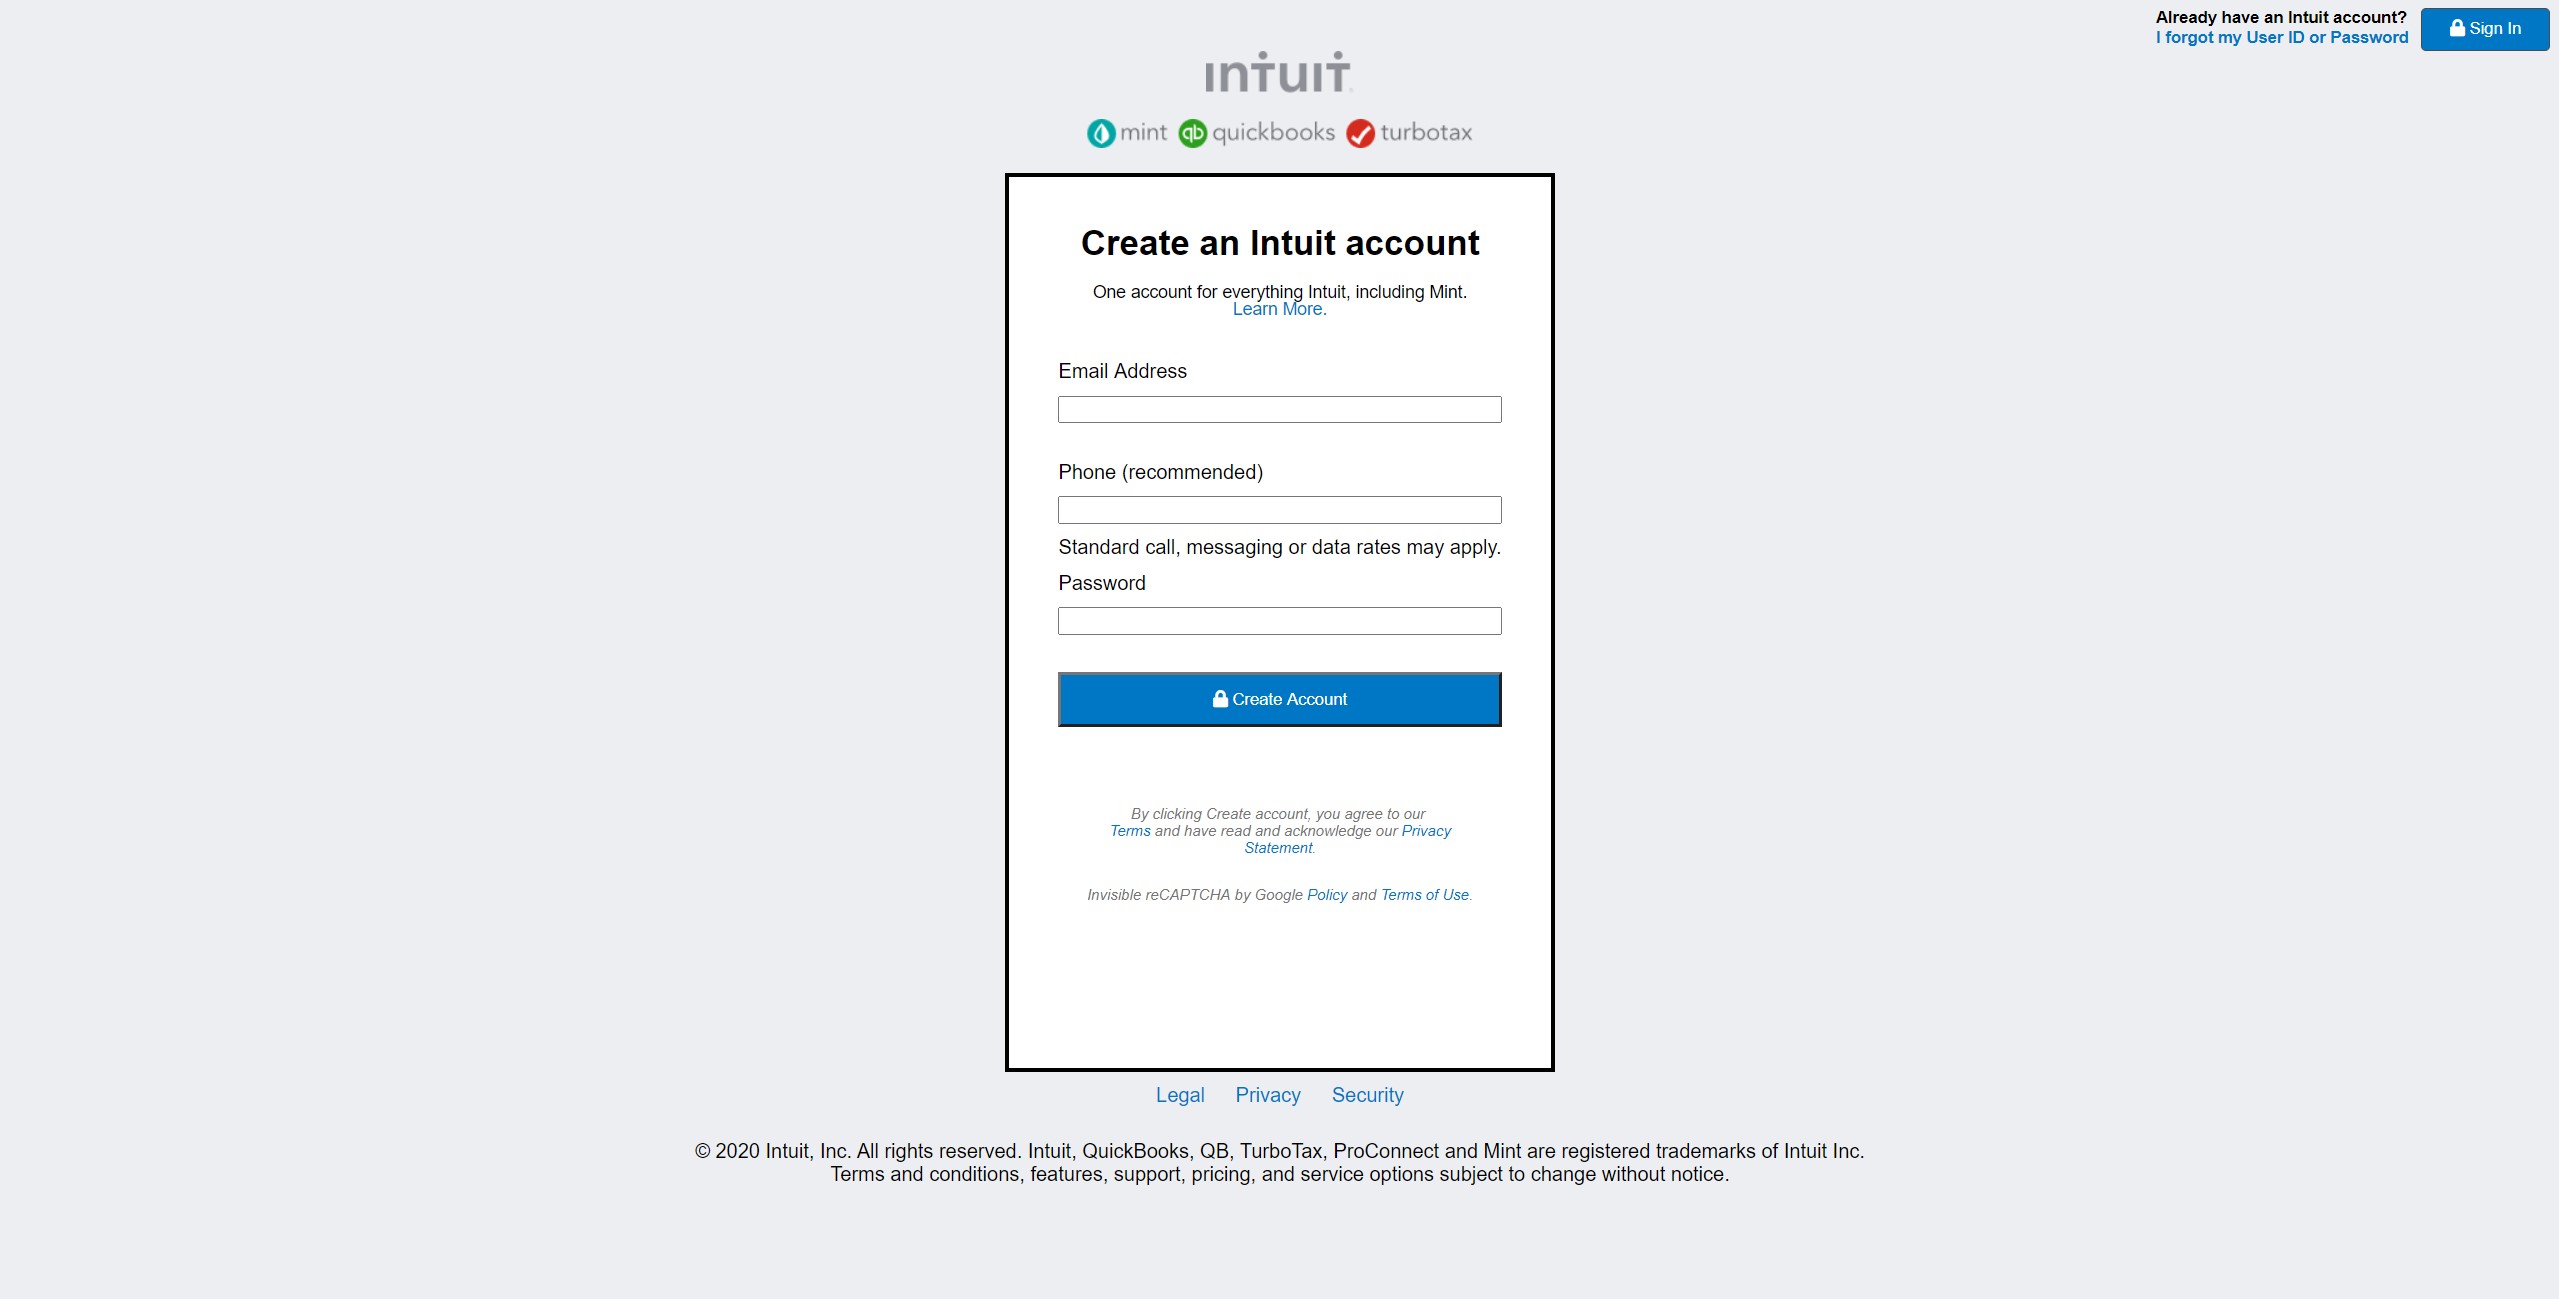 Already have an Intuit account?
I forgot my User ID or Password
Sign In
intuit
mint quickbooks turbotax
Create an Intuit account
One account for everything Intuit, including Mint.
Learn More.
Email Address
Phone (recommended)
Standard call, messaging or data rates may apply.
Password
Create Account
By clicking Create account, you agree to our
Terms and have read and acknowledge our Privacy
Statement.
Invisible reCAPTCHA by Google Policy and Terms of Use.
Legal Privacy Security
© 2020 Intuit, Inc. All rights reserved. Intuit, QuickBooks, QB, TurboTax, ProConnect and Mint are registered trademarks of Intuit Inc.
Terms and conditions, features, support, pricing, and service options subject to change without notice.